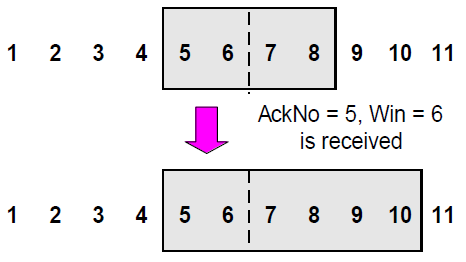 1 2 3 4 5 6 7 8 9 10 11
AckNo = 5, Win = 6
is received
1 2 3 4 5 6 7 8 9 10 11